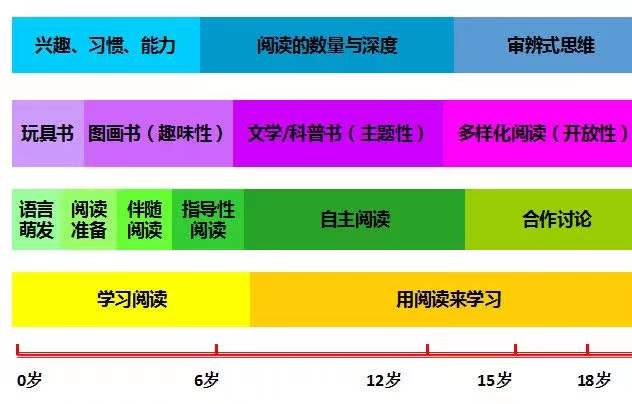 兴趣、习惯、能力 阅读的数量与深度 审辨式思维
玩具书 图画书（趣味性） 文学/科普书（主题性） 多样化阅读（开放性）
语言
萌发
阅读
准备
伴随
阅读
指导性
阅读
自主阅读
合作讨论
学习阅读 用阅读来学习
0岁 6岁 12岁 15岁 18岁